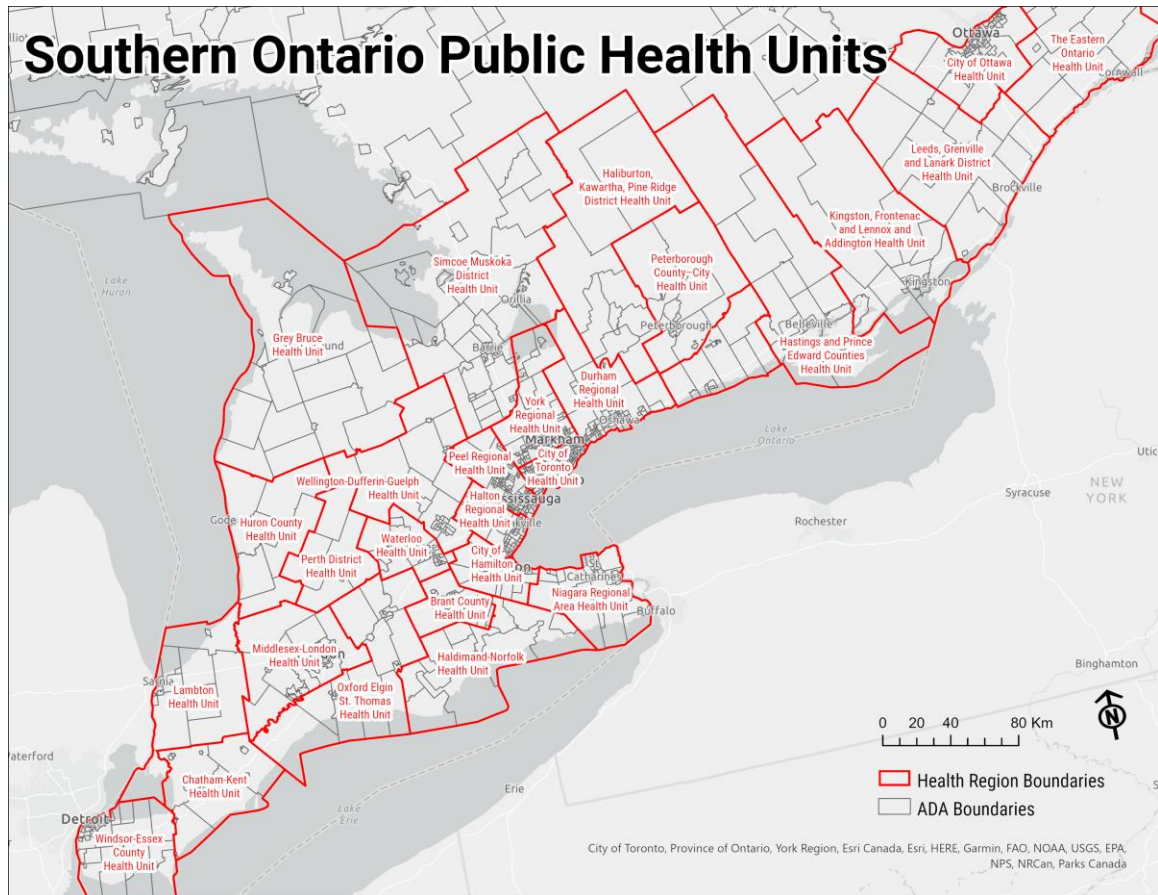 Southern Ontario Public Health Units
Ottawa
City of Ottawa
Health Unit
The Eastern
Ontario
Health Unit
Cornwall
Leeds, Grenville
and Lanark District
Health Unit
Brockville
Haliburton,
Kawartha, Pine Ridge
District Health Unit
Kingston, Frontenac
and Lennox and
Addington Health Unit
Kingston
Peterborough
County–City
Health Unit
Peterborough
Belleville
Hastings and Prince
Edward Counties
Health Unit
Simcoe Muskoka
District
Health Unit
Orillia
Barrie
Lake
Huron
Grey Bruce
Health Unit
Durham
Regional
Health Unit
Oshawa
York
Regional
Health Unit
Markham
City of
Toronto
Health Unit
Lake
Ontario
Peel Regional
Health Unit
Halton
Regional
Health Unit
Wellington-Dufferin-Guelph
Health Unit
Huron County
Health Unit
Perth District
Health Unit
Waterloo
Health Unit
City of
Hamilton
Health Unit
St.
Catharines
Niagara Regional
Area Health Unit
Buffalo
Rochester
Syracuse
NEW
YORK
Brant County
Health Unit
Middlesex-London
Health Unit
Haldimand-Norfolk
Health Unit
Oxford Elgin
St. Thomas
Health Unit
Sarnia
Lambton
Health Unit
Chatham-Kent
Health Unit
Detroit
Windsor-Essex
County
Health Unit
Lake
Erie
Erie
Binghamton
N
0 20 40 80 Km
Health Region Boundaries
ADA Boundaries
City of Toronto, Province of Ontario, York Region, Esri Canada, Esri, HERE, Garmin, FAO, NOAA, USGS, EPA,
NPS, NRCan, Parks Canada